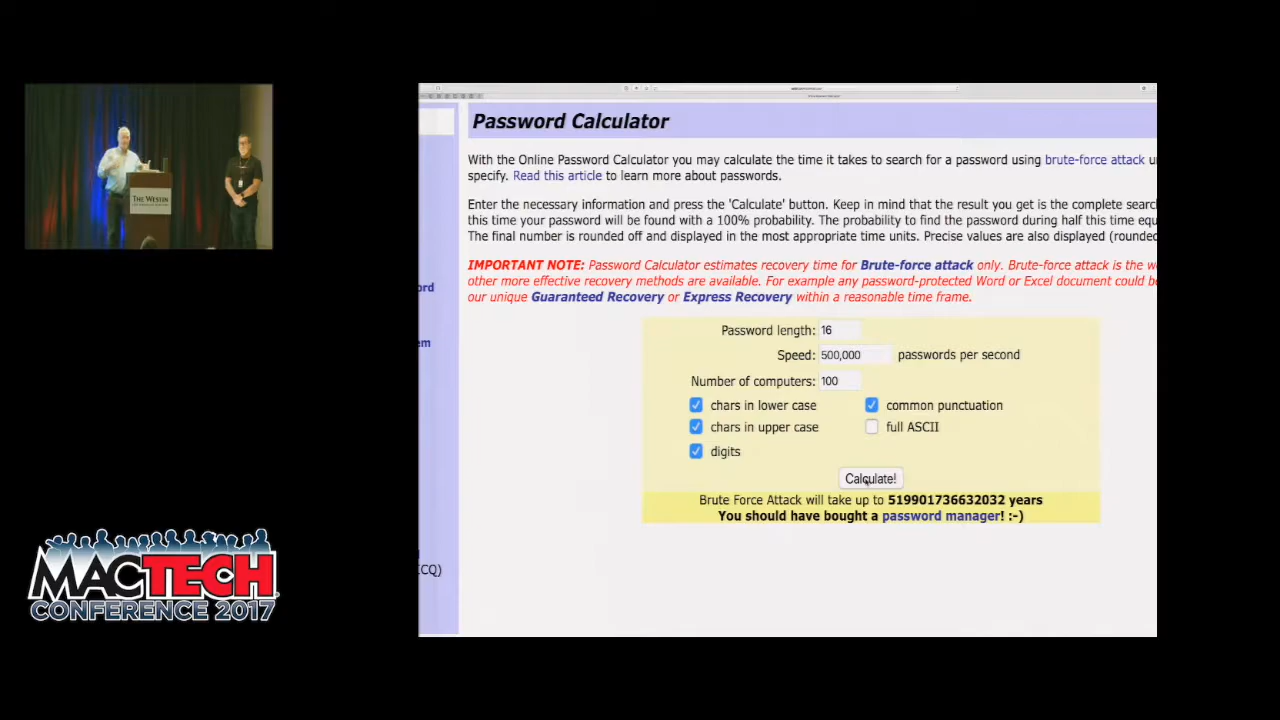 THE WESTIN
MACTECH
CONFERENCE 2017
Password Calculator
With the Online Password Calculator you may calculate the time it takes to search for a password using brute-force attack
specify. Read this article to learn more about passwords.
Enter the necessary information and press the 'Calculate' button. Keep in mind that the result you get is the complete
this time your password will be found with a 100% probability. The probability to find the password during half this time
The final number is rounded off and displayed in the most appropriate time units. Precise values are also displayed (rounded
IMPORTANT NOTE: Password Calculator estimates recovery time for Brute-force attack only. Brute-force attack is the
other more effective recovery methods are available. For example any password-protected Word or Excel document could
our unique Guaranteed Recovery or Express Recovery within a reasonable time frame.
ord
em
CQ)
Password length: 16
Speed: 500,000 passwords per second
Number of computers: 100
chars in lower case common punctuation
chars in upper case full ASCII
digits
Calculate!
Brute Force Attack will take up to 519901736632032 years
You should have bought a password manager! :-)